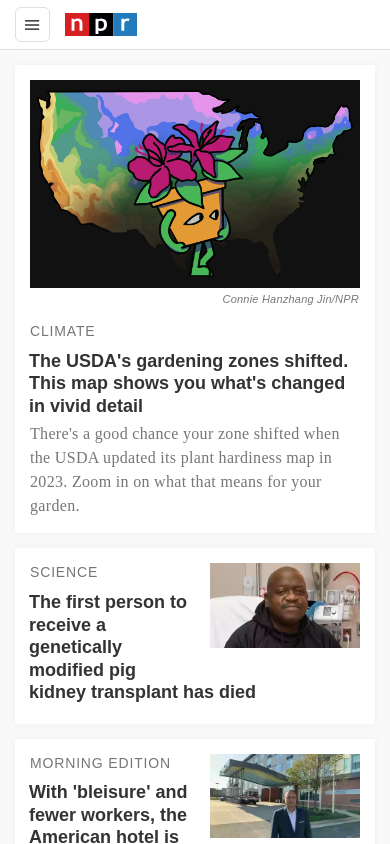 npr
Connie Hanzhang Jin/NPR
CLIMATE
The USDA's gardening zones shifted.
This map shows you what's changed
in vivid detail
There's a good chance your zone shifted when
the USDA updated its plant hardiness map in
2023. Zoom in on what that means for your
garden.
SCIENCE
The first person to
receive a
genetically
modified pig
kidney transplant has died
MORNING EDITION
With 'bleisure' and
fewer workers, the
American hotel is